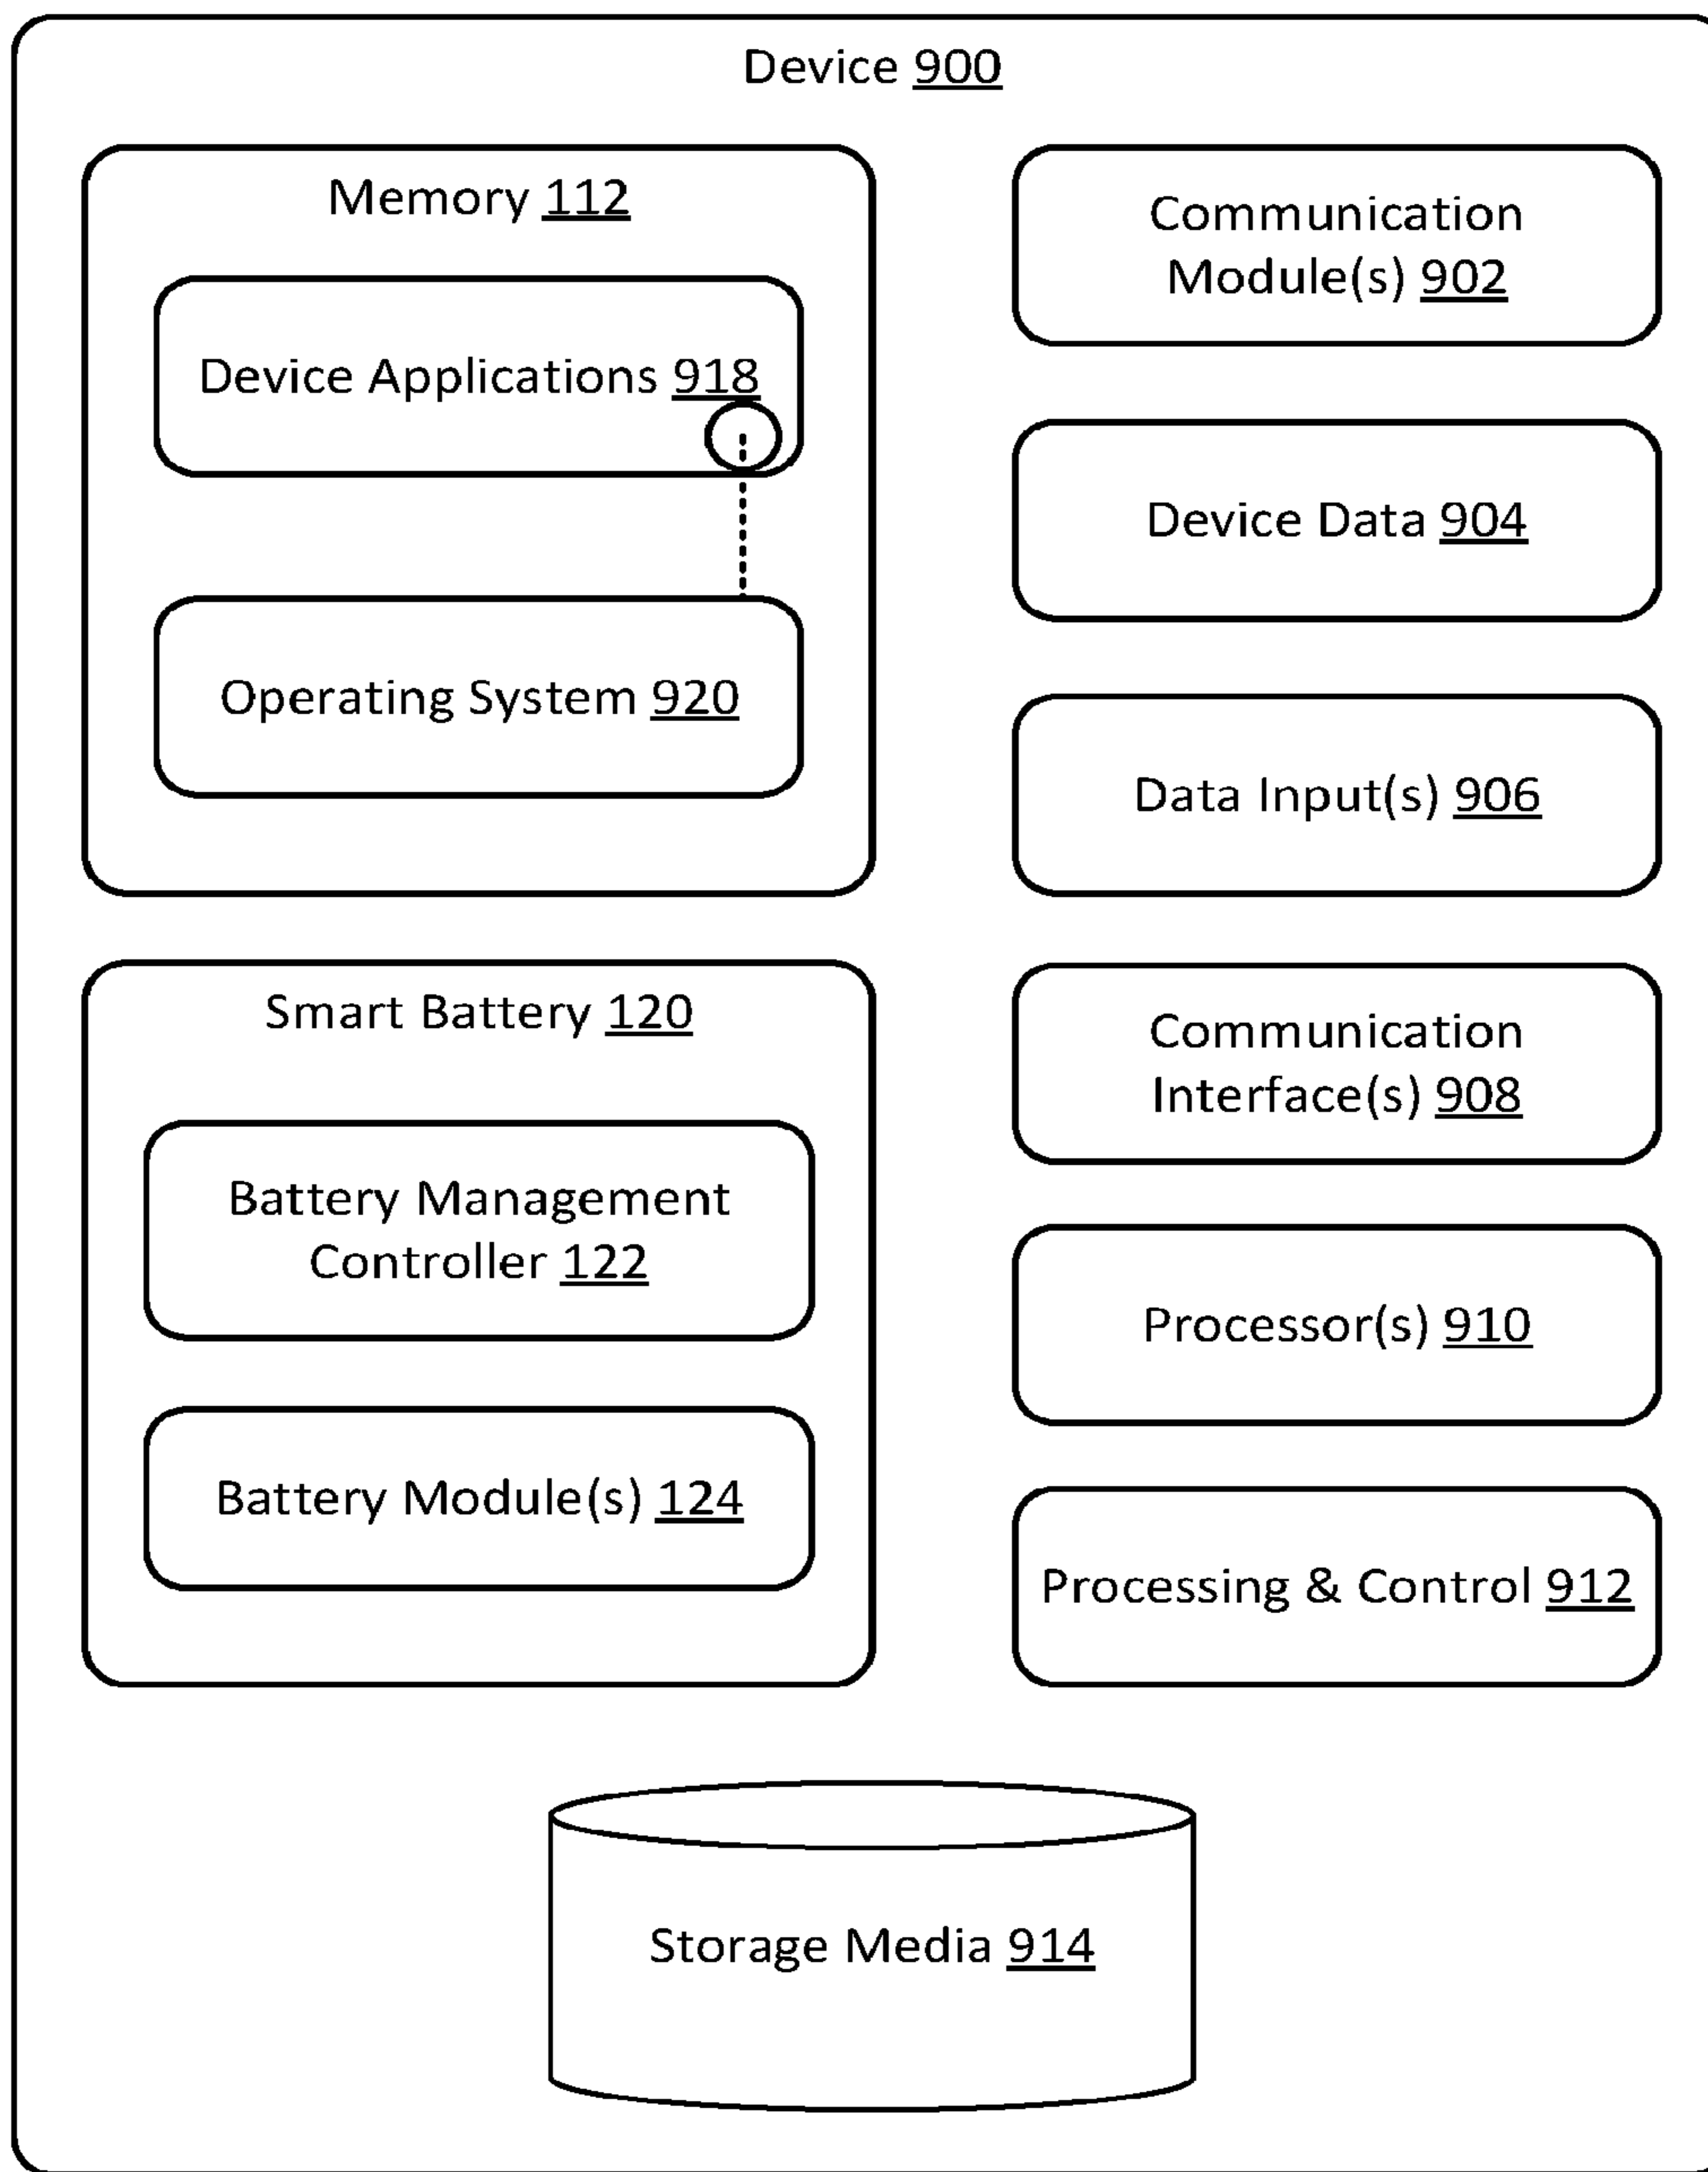 Device 900
Memory 112
Device Applications 918
Operating System 920
Smart Battery 120
Battery Management
Controller 122
Battery Module(s) 124
Communication
Module(s) 902
Device Data 904
Data Input(s) 906
Communication
Interface(s) 908
Processor(s) 910
Processing & Control 912
Storage Media 914